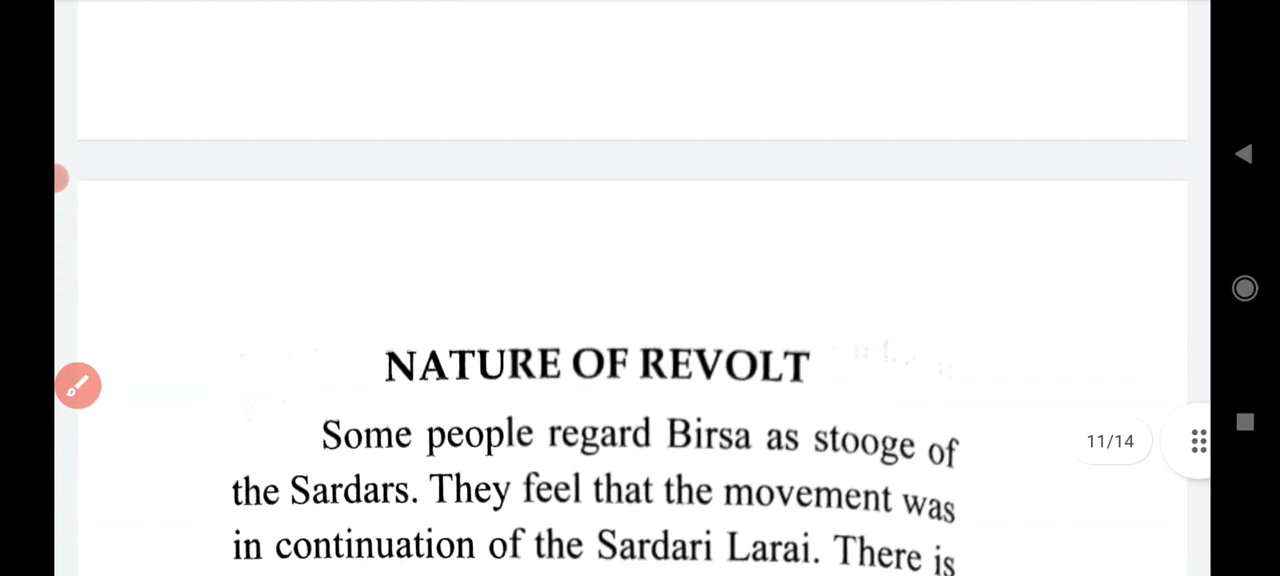 NATURE OF REVOLT
Some people regard Birsa as stooge of
the Sardars. They feel that the movement was
11/14
in continuation of the Sardari Larai. There is